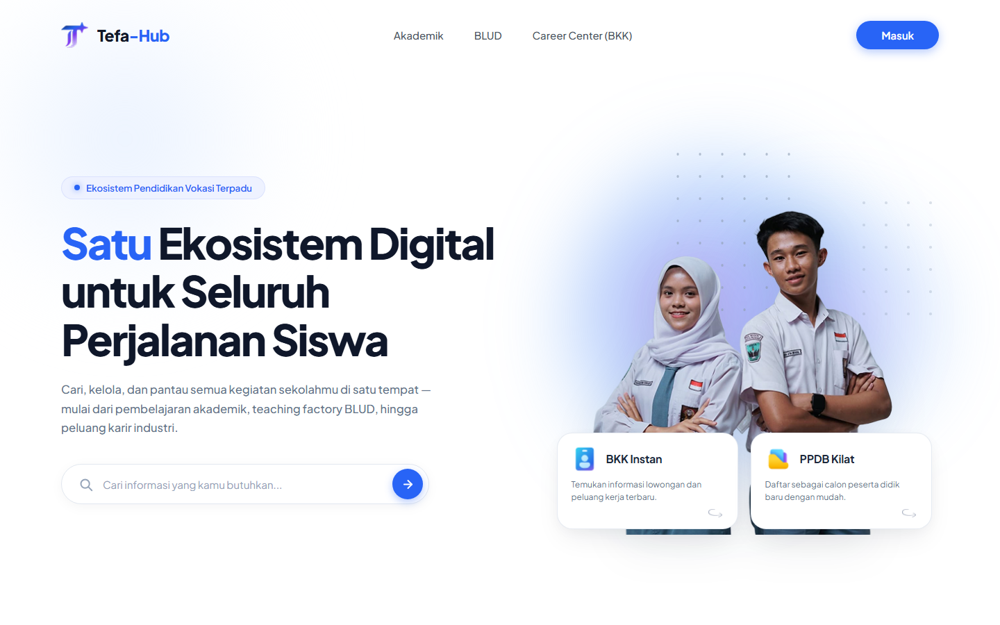 Tefa-Hub
Akademik
BLUD
Career Center (BKK)
Masuk
Ekosistem Pendidikan Vokasi Terpadu
Satu Ekosistem Digital
untuk Seluruh
Perjalanan Siswa
Cari, kelola, dan pantau semua kegiatan sekolahmu di satu tempat —
mulai dari pembelajaran akademik, teaching factory BLUD, hingga
peluang karir industri.
Cari informasi yang kamu butuhkan...
BKK Instan
Temukan informasi lowongan dan
peluang kerja terbaru.
PPDB Kilat
Daftar sebagai calon peserta didik
baru dengan mudah.